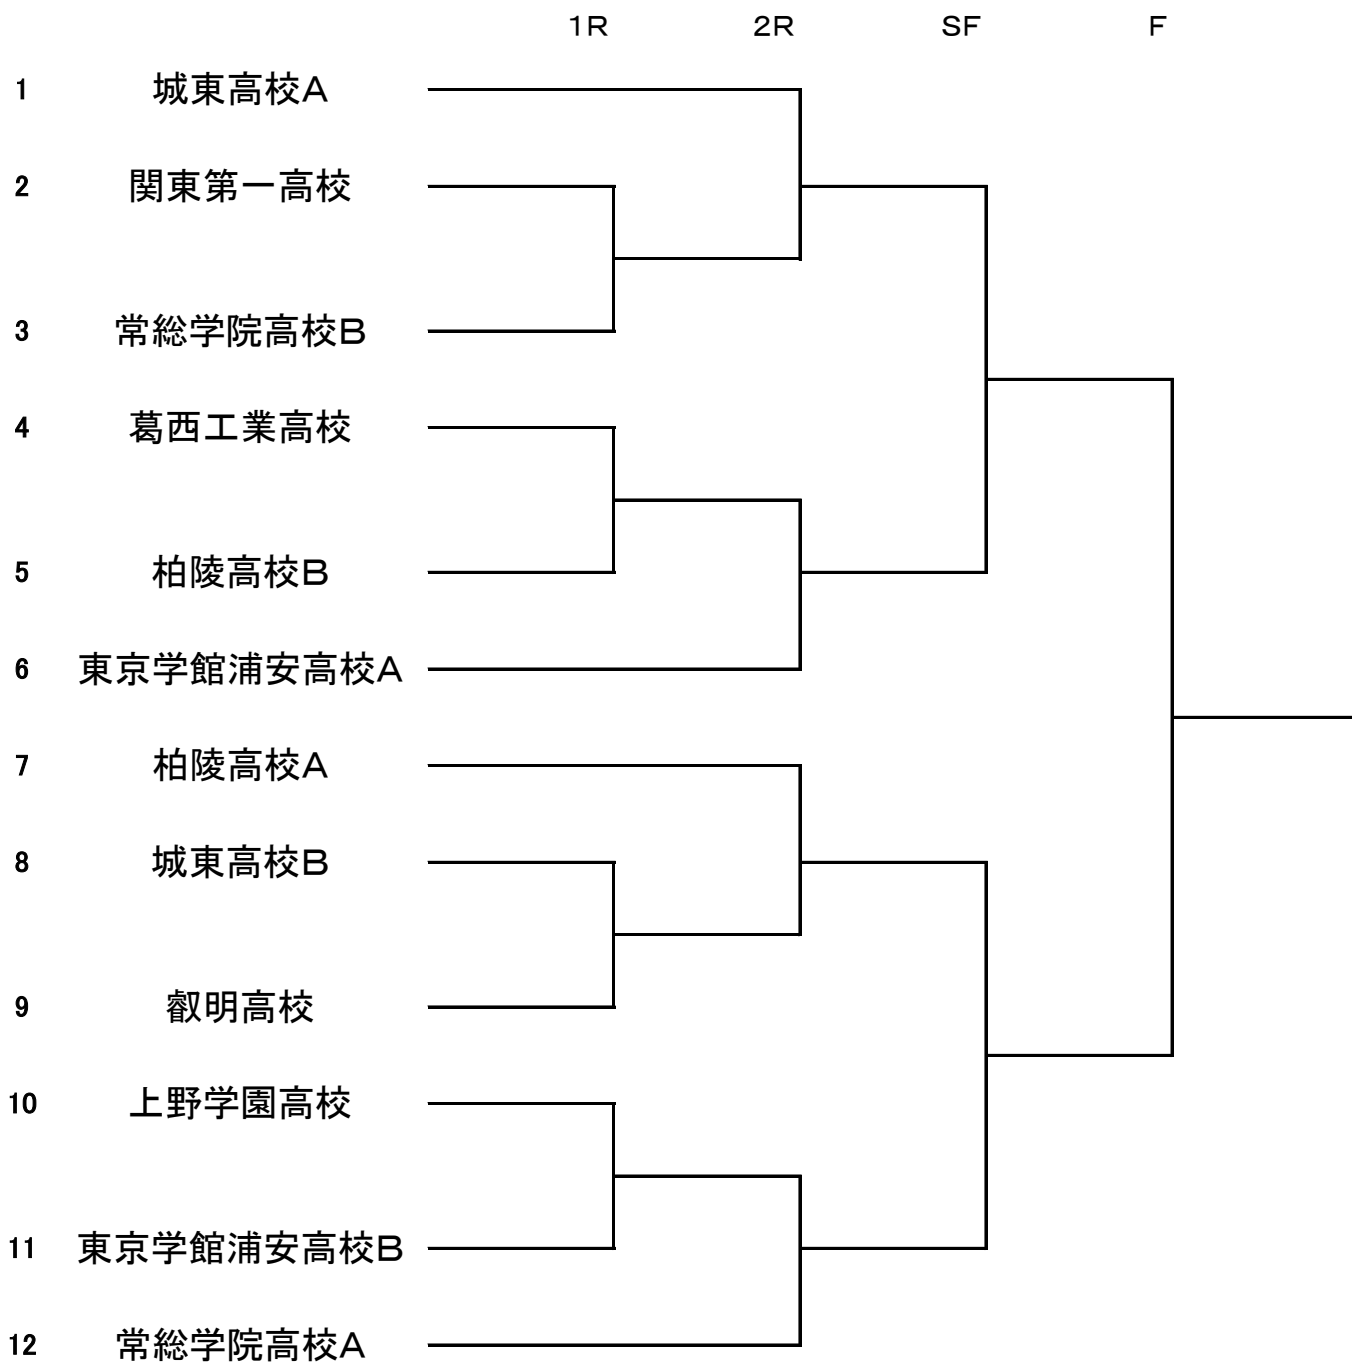 1R 2R SF F
1 城東高校A
2 関東第一高校
3 常総学院高校B
4 葛西工業高校
5 柏陵高校B
6 東京学館浦安高校A
7 柏陵高校A
8 城東高校B
9 叡明高校
10 上野学園高校
11 東京学館浦安高校B
12 常総学院高校A